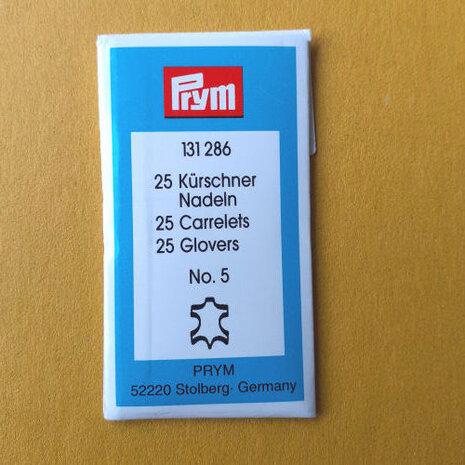 Prym
131 286
25 Kürschner
Nadeln
25 Carrelets
25 Glovers
No. 5
PRYM
52220 Stolberg· Germany